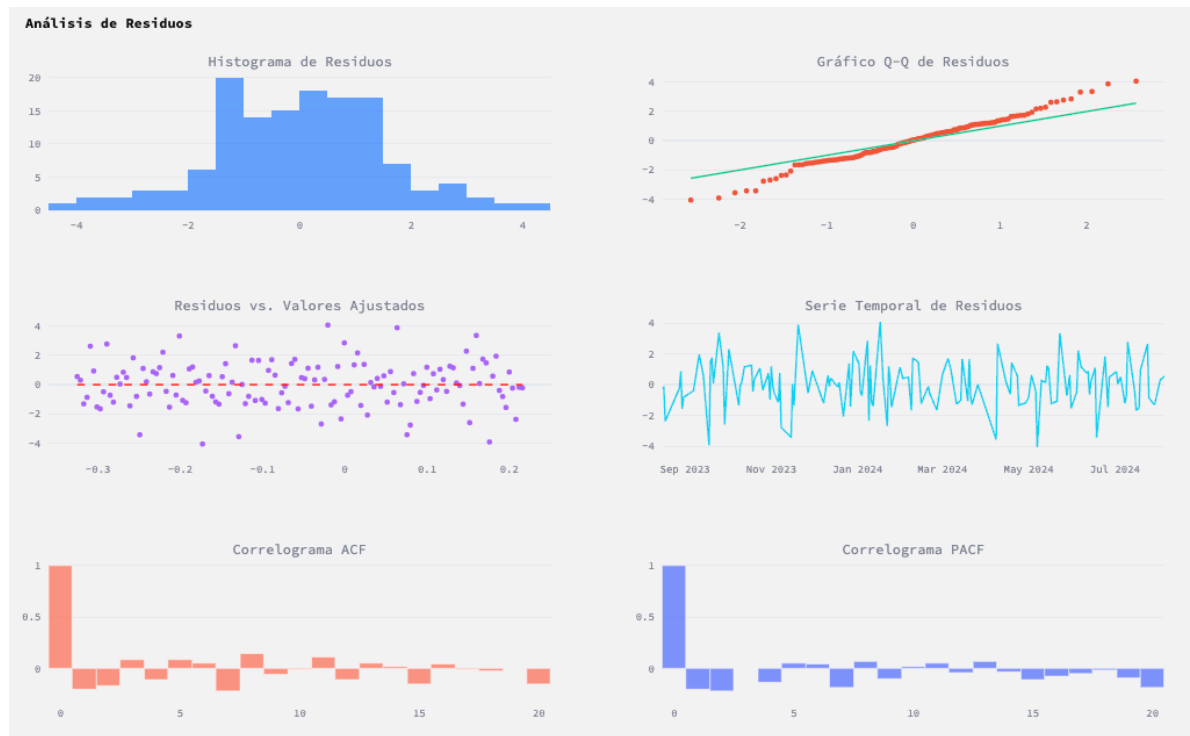 Análisis de Residuos
Histograma de Residuos
20
15
10
5
0
−4 −2 0 2 4
Gráfico Q-Q de Residuos
4
2
0
−2
−4
−2 −1 0 1 2
Residuos vs. Valores Ajustados
4
2
0
−2
−4
−0.3 −0.2 −0.1 0 0.1 0.2
Serie Temporal de Residuos
4
2
0
−2
−4
Sep 2023 Nov 2023 Jan 2024 Mar 2024 May 2024 Jul 2024
Correlograma ACF
1
0.5
0
0 5 10 15 20
Correlograma PACF
1
0.5
0
0 5 10 15 20